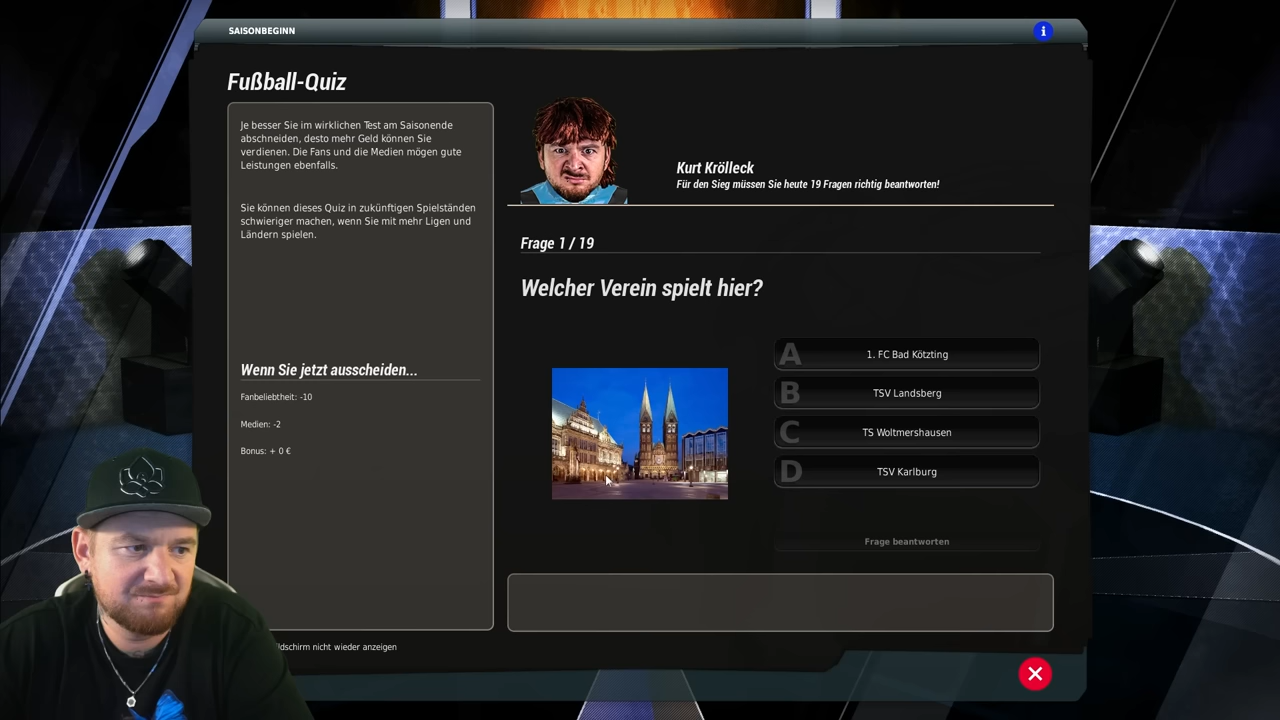 SAISONBEGINN
i
Fußball-Quiz
Je besser Sie im wirklichen Test am Saisonende
abschneiden, desto mehr Geld können Sie
verdienen. Die Fans und die Medien mögen gute
Leistungen ebenfalls.
Sie können dieses Quiz in zukünftigen Spielständen
schwieriger machen, wenn Sie mit mehr Ligen und
Ländern spielen.
Wenn Sie jetzt ausscheiden...
Fanbeliebtheit: -10
Medien: -2
Bonus: + 0 €
Kurt Krölleck
Für den Sieg müssen Sie heute 19 Fragen richtig beantworten!
Frage 1 / 19
Welcher Verein spielt hier?
A 1. FC Bad Kötzting
B TSV Landsberg
C TS Woltmershausen
D TSV Karlburg
Frage beantworten
nicht wieder anzeigen